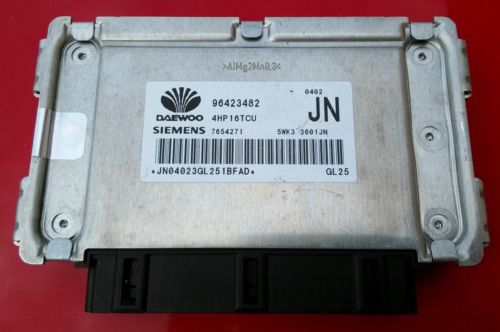 >AlMg2Mn0,3<
96423482
- 0402
DAEWOO
4HP16TCU
JN
SIEMENS
7654271
5WK3 3601JN
*JN04023GL251BFAD*
GL25